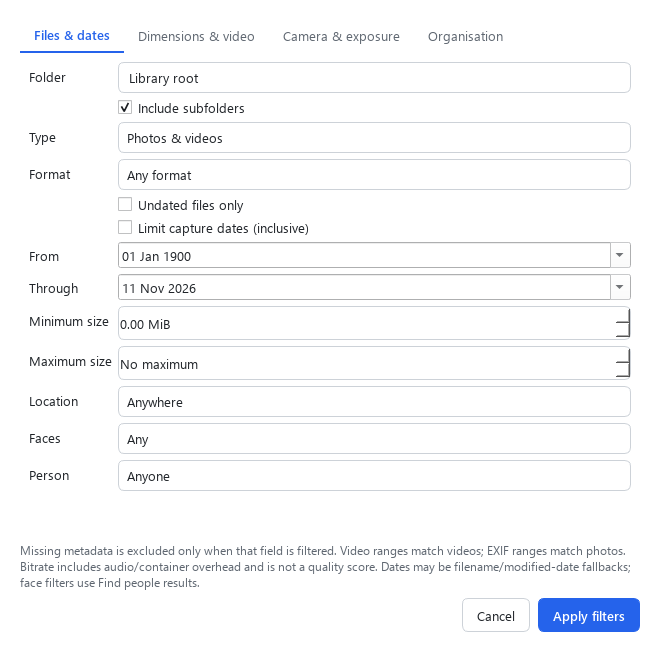 Files & dates
Dimensions & video
Camera & exposure
Organisation
Folder
Library root
Include subfolders
Type
Photos & videos
Format
Any format
Undated files only
Limit capture dates (inclusive)
From
01 Jan 1900
Through
11 Nov 2026
Minimum size
0.00 MiB
Maximum size
No maximum
Location
Anywhere
Faces
Any
Person
Anyone
Missing metadata is excluded only when that field is filtered. Video ranges match videos; EXIF ranges match photos.
Bitrate includes audio/container overhead and is not a quality score. Dates may be filename/modified-date fallbacks;
face filters use Find people results.
Cancel
Apply filters